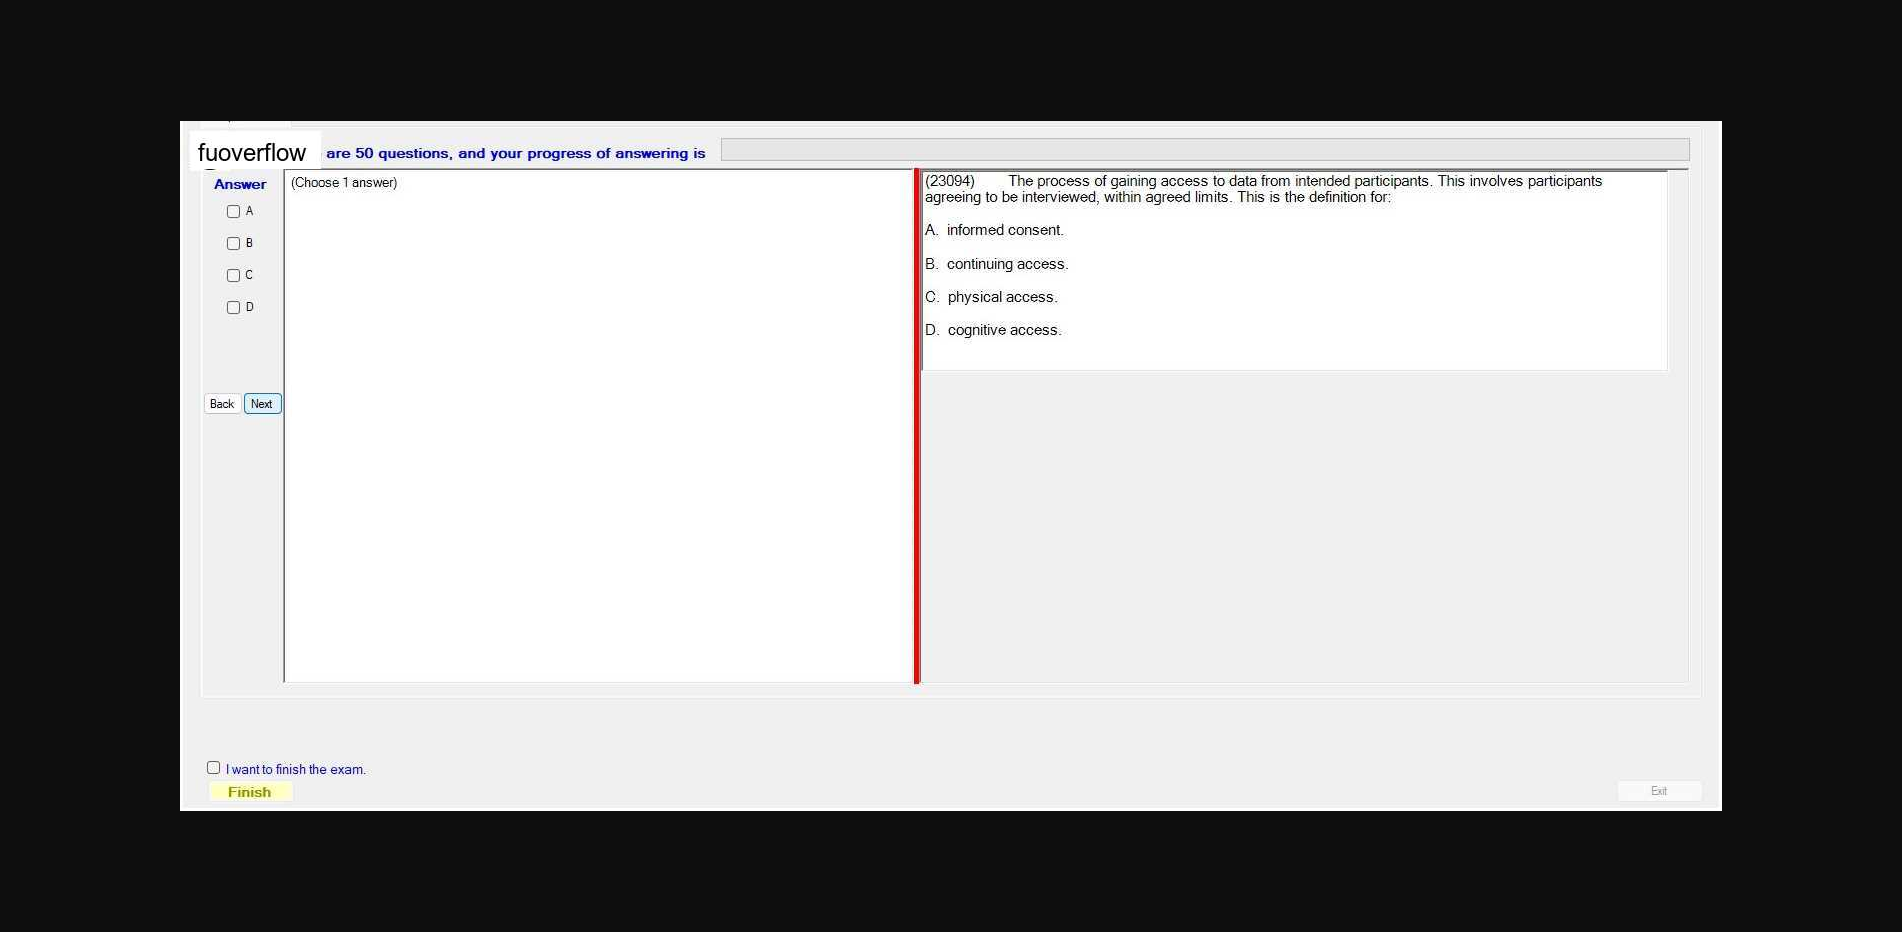 fuoverflow are 50 questions, and your progress of answering is
Answer
A
B
C
D
Back Next
(Choose 1 answer)
(23094) The process of gaining access to data from intended participants. This involves participants
agreeing to be interviewed, within agreed limits. This is the definition for:
A. informed consent.
B. continuing access.
C. physical access.
D. cognitive access.
I want to finish the exam.
Finish
Exit